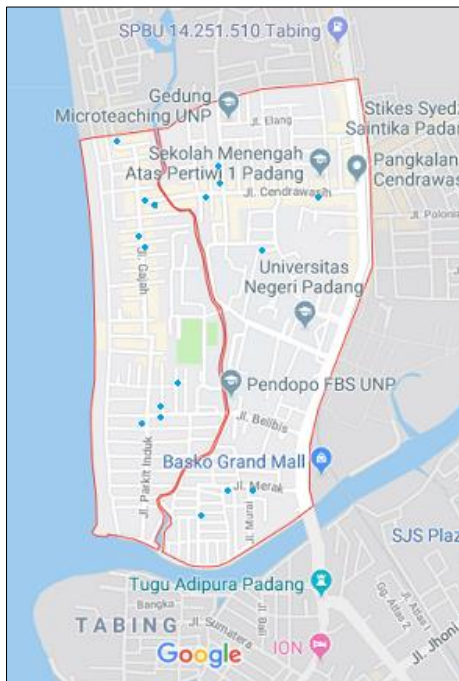 SPBU 14.251.510 Tabing
Gedung
Microteaching UNP
Jl. Elang
Stikes Syedz
Saintika Padan
Sekolah Menengah
Atas Pertiwi 1 Padang
Pangkalan
Cendrawas
Jl. Cendrawasih
Jl. Polonia
Jl. Gajah
Universitas
Negeri Padang
Pendopo FBS UNP
Jl. Belibis
Basko Grand Mall
Jl. Parkit Induk
Jl. Merak
Jl. Murai
SJS Plaz
Tugu Adipura Padang
Bangka
TABING
Jl. Sumatera
Jl. Bali
Gg. Atlas 2
Jl. Atlas 1
ION
Jl. Jhoni
Google